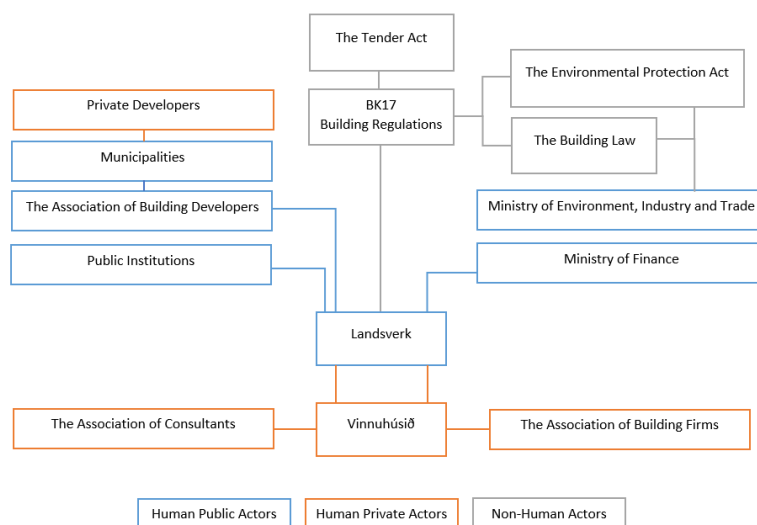 The Tender Act
The Environmental Protection Act
Private Developers
BK17
Building Regulations
The Building Law
Municipalities
The Association of Building Developers
Ministry of Environment, Industry and Trade
Public Institutions
Ministry of Finance
Landsverk
The Association of Consultants
Vinnuhúsið
The Association of Building Firms
Human Public Actors
Human Private Actors
Non-Human Actors